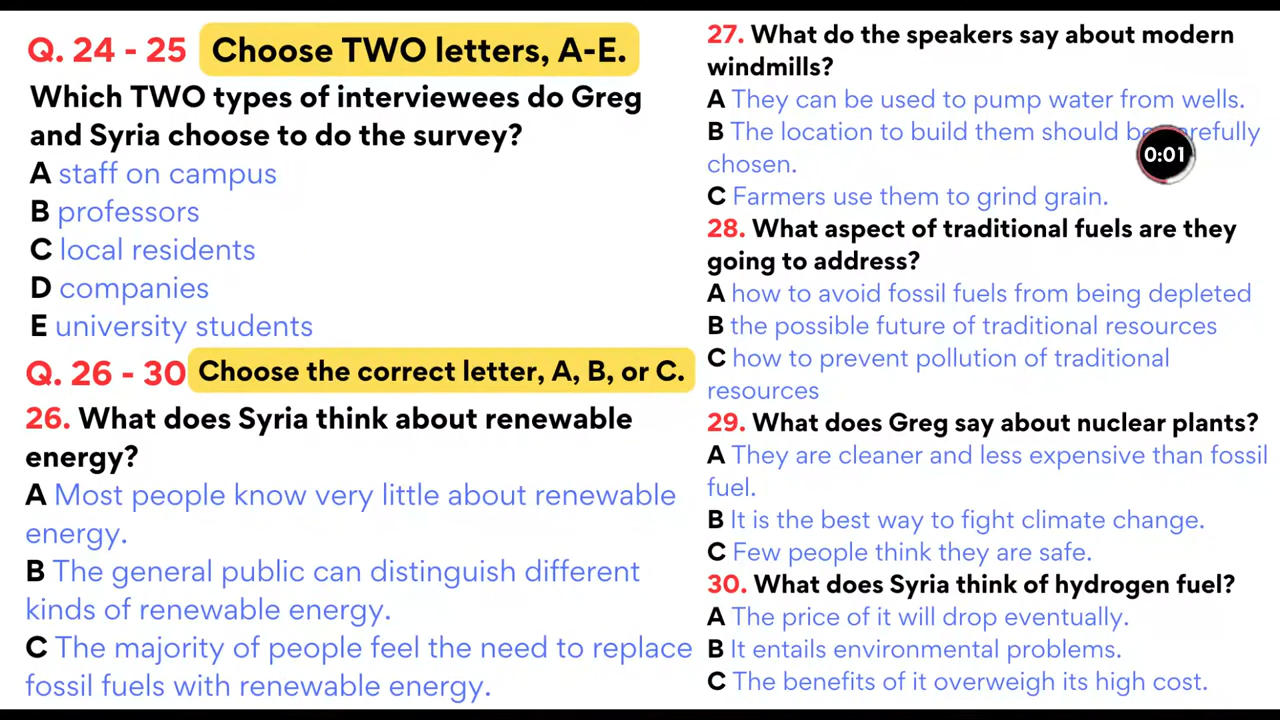 Q. 24 - 25 Choose TWO letters, A-E.
Which TWO types of interviewees do Greg
and Syria choose to do the survey?
A staff on campus
B professors
C local residents
D companies
E university students
Q. 26 - 30 Choose the correct letter, A, B, or C.
26. What does Syria think about renewable
energy?
A Most people know very little about renewable
energy.
B The general public can distinguish different
kinds of renewable energy.
C The majority of people feel the need to replace
fossil fuels with renewable energy.
27. What do the speakers say about modern
windmills?
A They can be used to pump water from wells.
B The location to build them should be carefully
chosen.
0:01
C Farmers use them to grind grain.
28. What aspect of traditional fuels are they
going to address?
A how to avoid fossil fuels from being depleted
B the possible future of traditional resources
C how to prevent pollution of traditional
resources
29. What does Greg say about nuclear plants?
A They are cleaner and less expensive than fossil
fuel.
B It is the best way to fight climate change.
C Few people think they are safe.
30. What does Syria think of hydrogen fuel?
A The price of it will drop eventually.
B It entails environmental problems.
C The benefits of it overweigh its high cost.